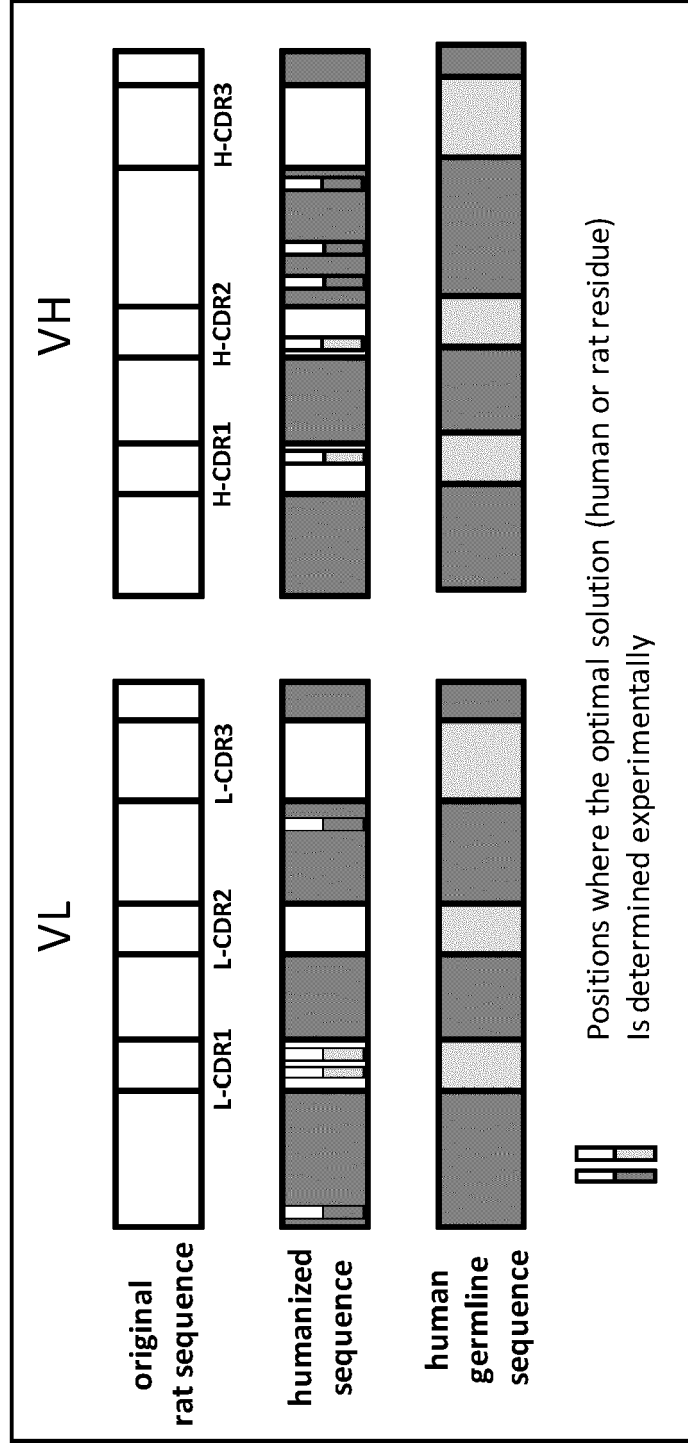 VL
VH
original
rat sequence
L-CDR1
L-CDR2
L-CDR3
H-CDR1
H-CDR2
H-CDR3
humanized
sequence
human
germline
sequence
Positions where the optimal solution (human or rat residue)
Is determined experimentally